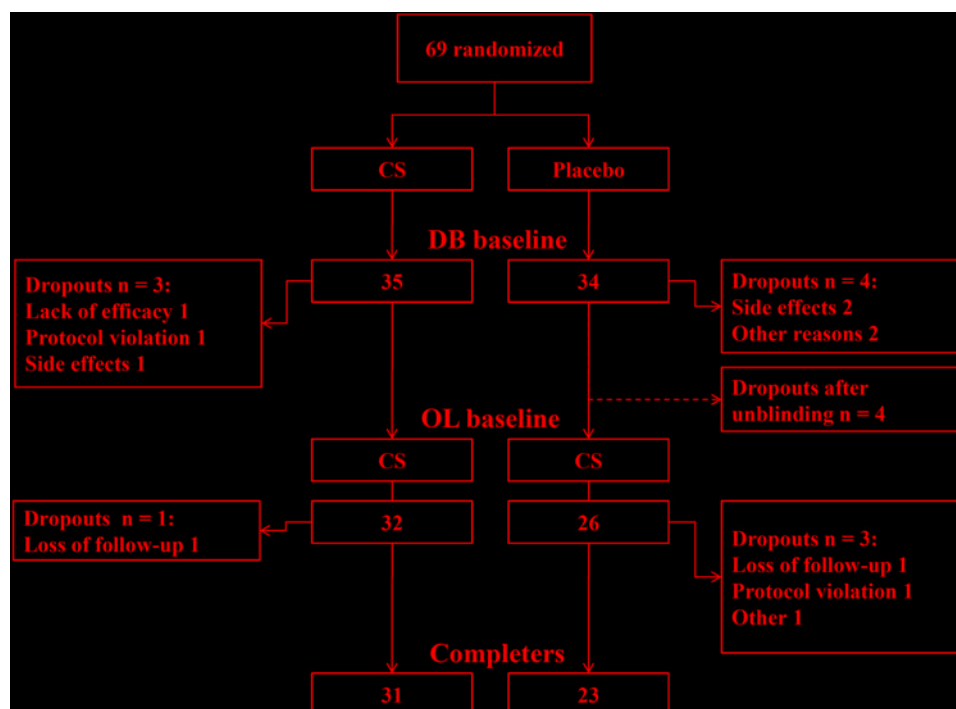 69 randomized
CS
Placebo
DB baseline
Dropouts n = 3:
Lack of efficacy 1
Protocol violation 1
Side effects 1
35
34
Dropouts n = 4:
Side effects 2
Other reasons 2
Dropouts after
unblinding n = 4
OL baseline
CS
CS
Dropouts n = 1:
Loss of follow-up 1
32
26
Dropouts n = 3:
Loss of follow-up 1
Protocol violation 1
Other 1
Completers
31
23